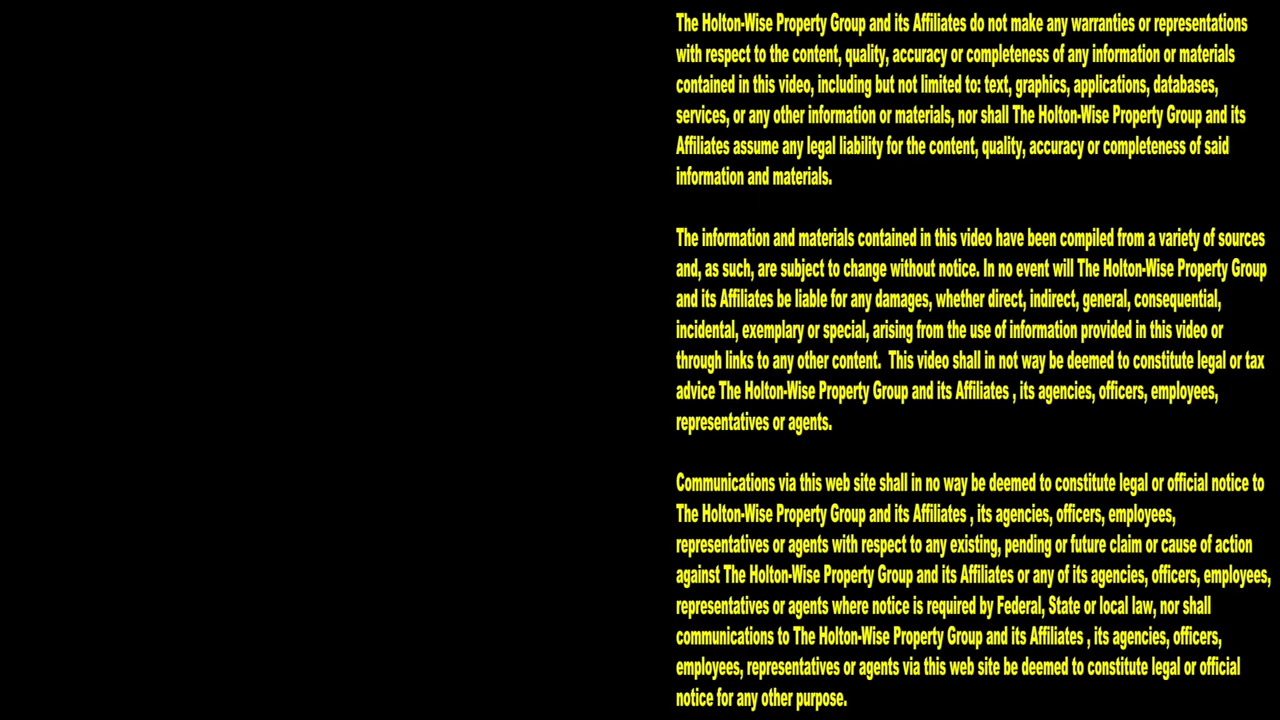 The Holton-Wise Property Group and its Affiliates do not make any warranties or representations
with respect to the content, quality, accuracy or completeness of any information or materials
contained in this video, including but not limited to: text, graphics, applications, databases,
services, or any other information or materials, nor shall The Holton-Wise Property Group and its
Affiliates assume any legal liability for the content, quality, accuracy or completeness of said
information and materials.
The information and materials contained in this video have been compiled from a variety of sources
and, as such, are subject to change without notice. In no event will The Holton-Wise Property Group
and its Affiliates be liable for any damages, whether direct, indirect, general, consequential,
incidental, exemplary or special, arising from the use of information provided in this video or
through links to any other content.  This video shall in not way be deemed to constitute legal or tax
advice The Holton-Wise Property Group and its Affiliates , its agencies, officers, employees,
representatives or agents.
Communications via this web site shall in no way be deemed to constitute legal or official notice to
The Holton-Wise Property Group and its Affiliates , its agencies, officers, employees,
representatives or agents with respect to any existing, pending or future claim or cause of action
against The Holton-Wise Property Group and its Affiliates or any of its agencies, officers, employees,
representatives or agents where notice is required by Federal, State or local law, nor shall
communications to The Holton-Wise Property Group and its Affiliates , its agencies, officers,
employees, representatives or agents via this web site be deemed to constitute legal or official
notice for any other purpose.